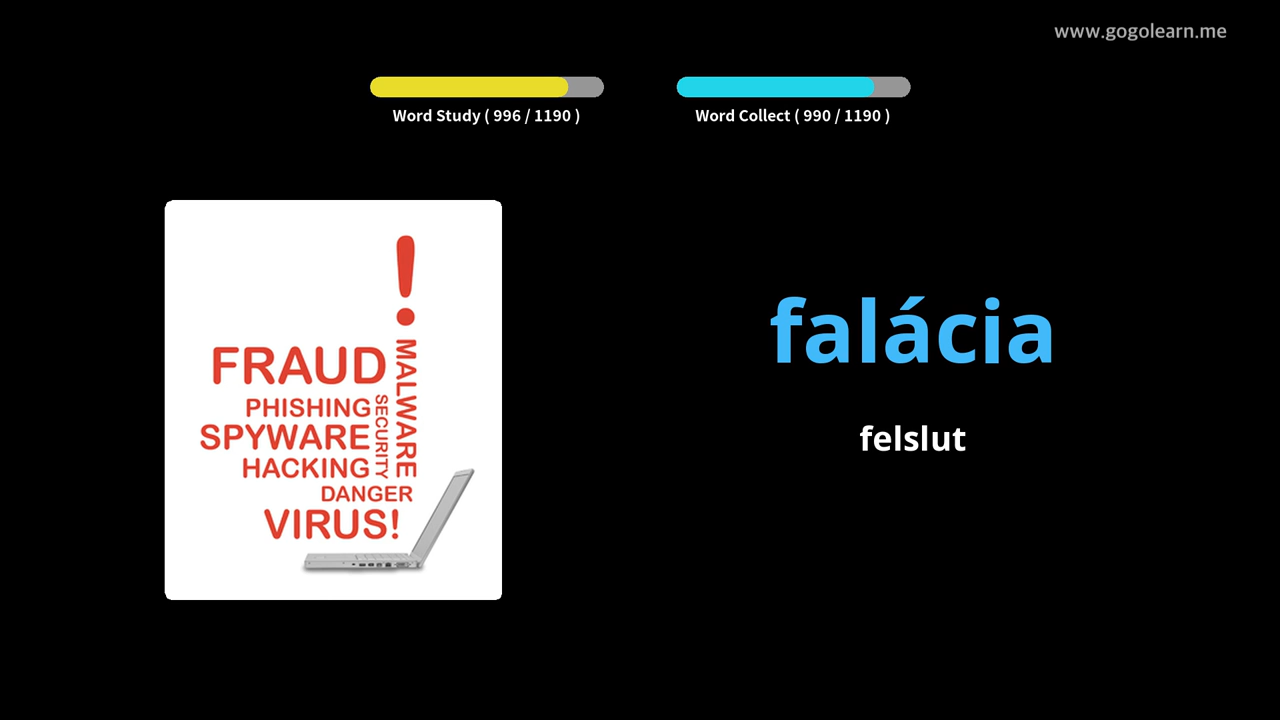 www.gogolearn.me
Word Study ( 996 / 1190 )
Word Collect ( 990 / 1190 )
!
FRAUD
MALWARE
PHISHING
SECURITY
SPYWARE
HACKING
DANGER
VIRUS!
falácia
felslut